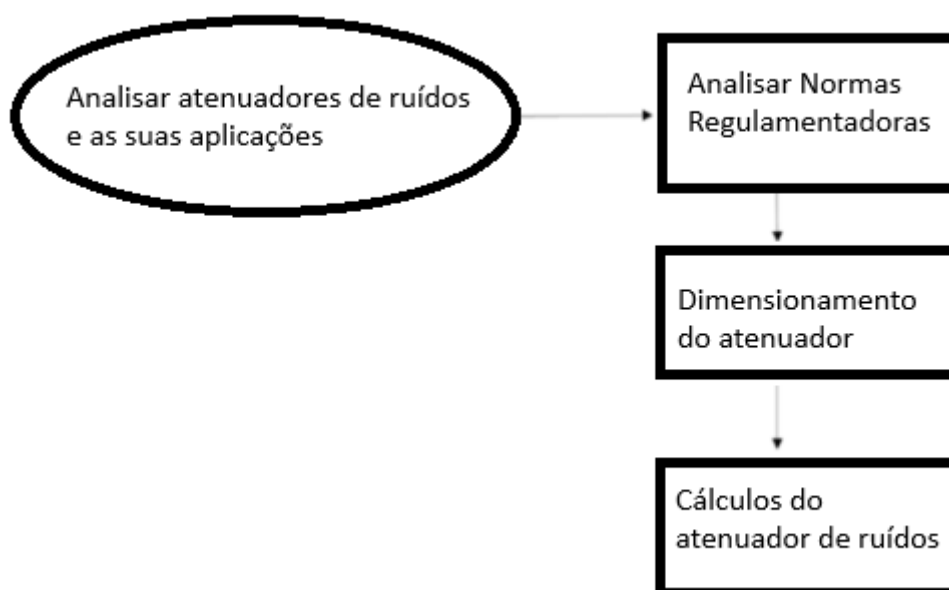 Analisar atenuadores de ruídos
e as suas aplicações
Analisar Normas
Regulamentadoras
Dimensionamento
do atenuador
Cálculos do
atenuador de ruídos